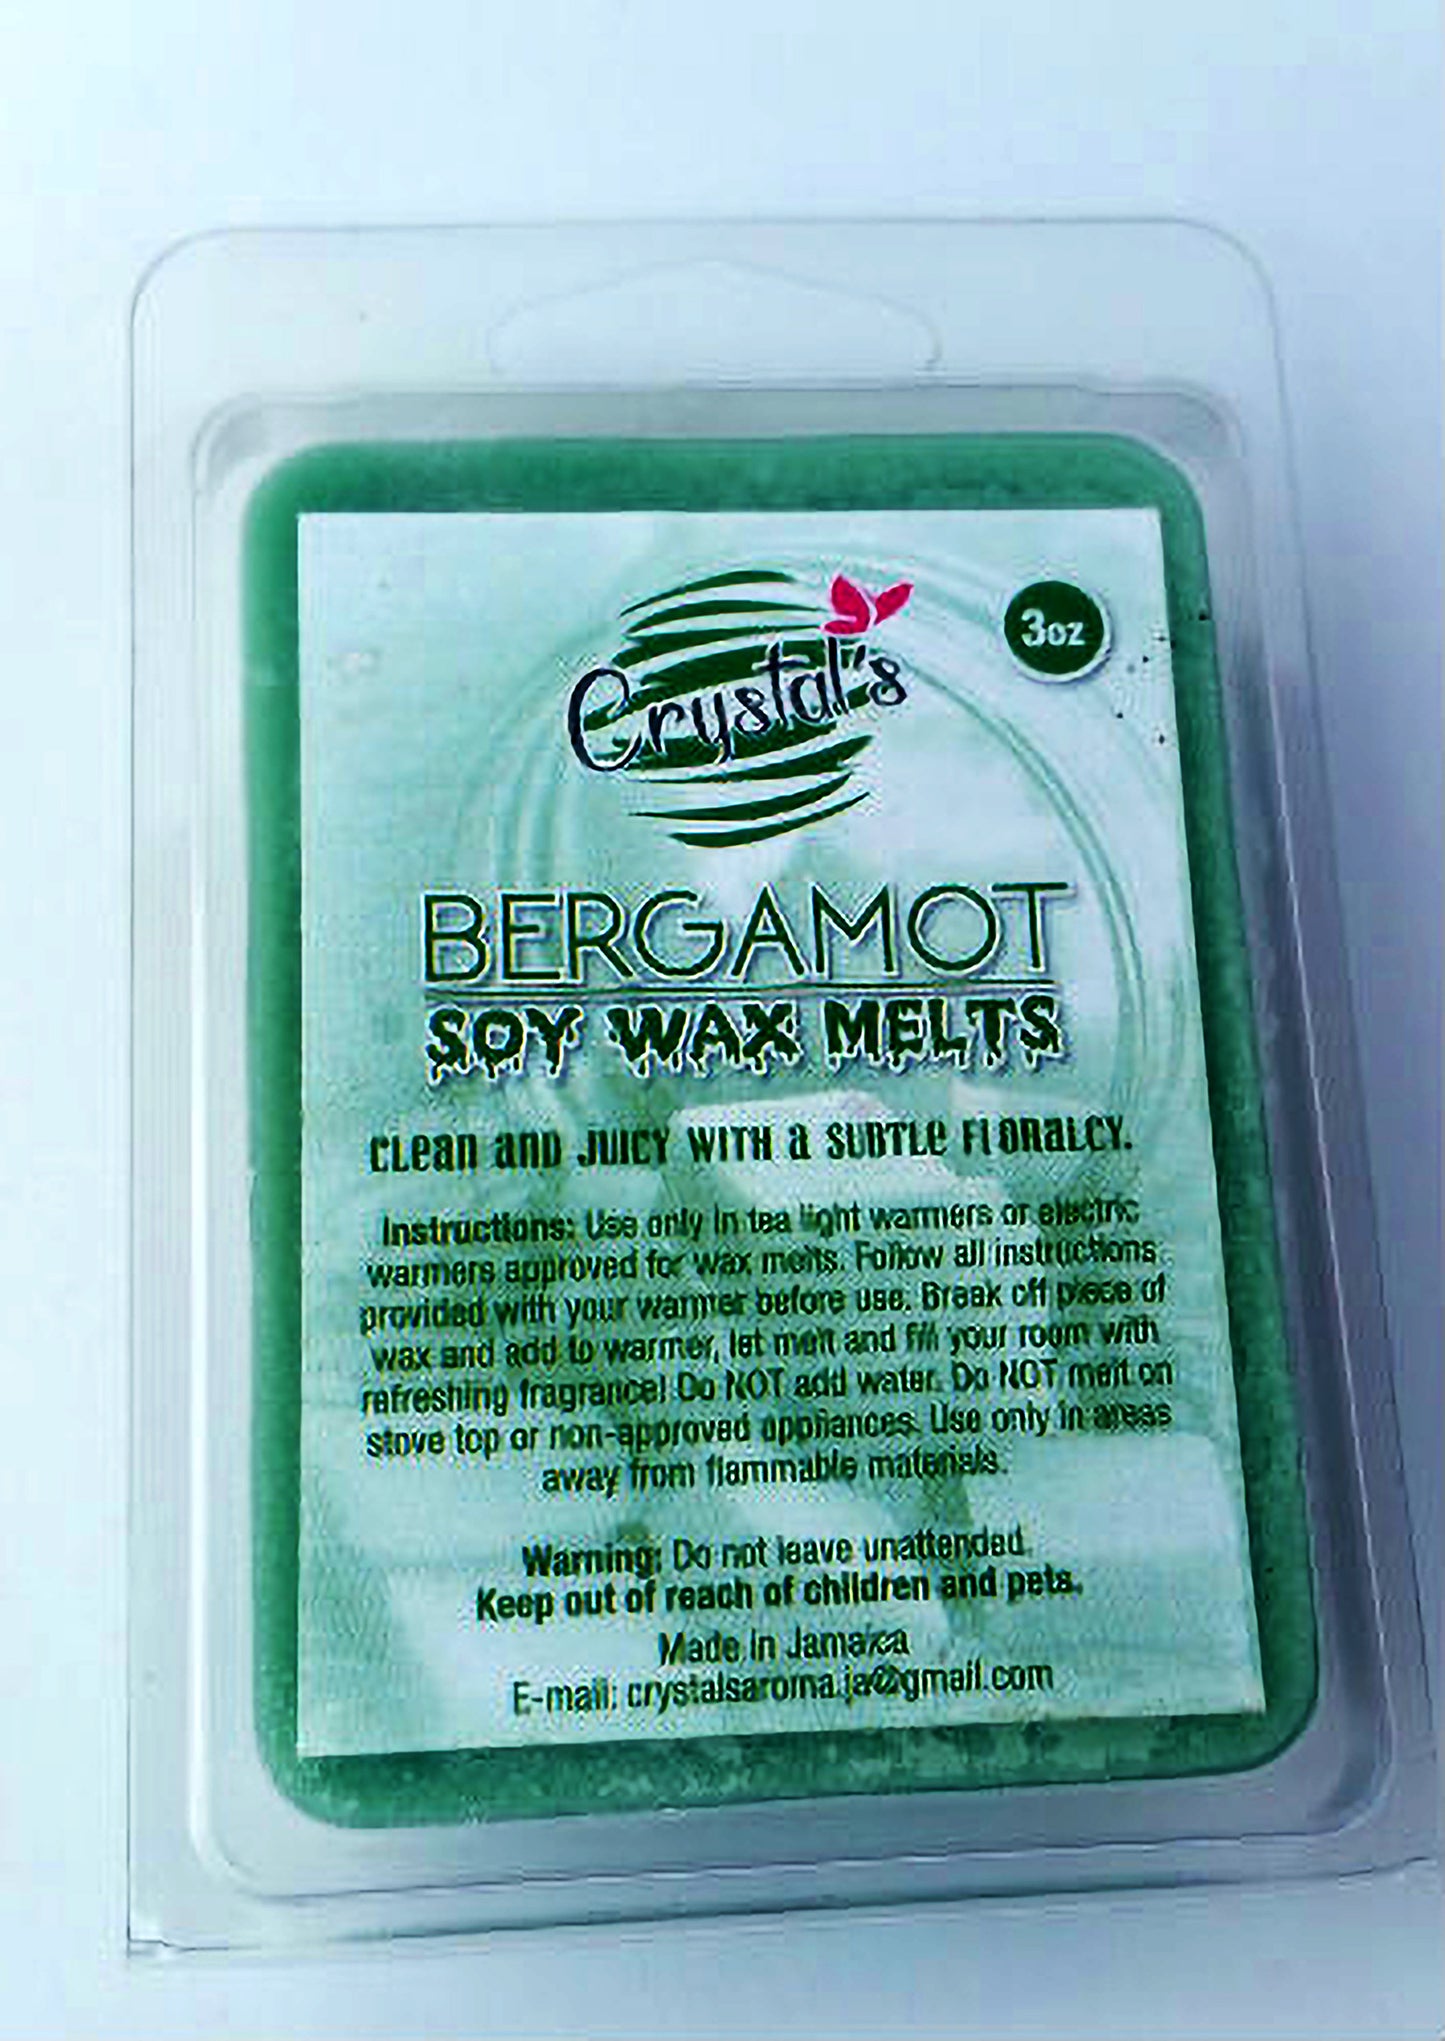 Crystal's
3oz
BERGAMOT
SOY WAX MELTS
CLean and JUICY WITH a SUBTLe FLORALCY.
Instructions: Use only in tea light warmers or electric
warmers approved for wax melts. Follow all instructions
provided with your warmer before use. Break off piece of
wax and add to warmer, let melt and fill your room with
refreshing fragrance! Do NOT add water. Do NOT melt on
stove top or non-approved appliances. Use only in areas
away from flammable materials.
Warning: Do not leave unattended
Keep out of reach of children and pets.
Made in Jamaica
E-mail: crystalsaroma.ja@gmail.com